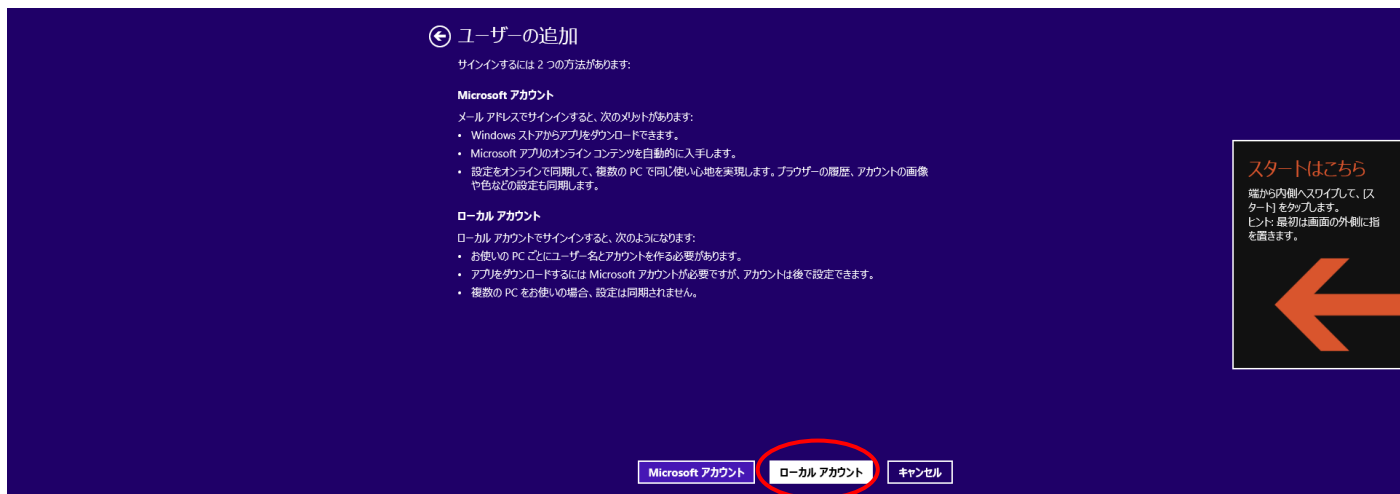 ユーザーの追加
サインインするには 2 つの方法があります:
Microsoft アカウント
メール アドレスでサインインすると、次のメリットがあります:
• Windows ストアからアプリをダウンロードできます。
• Microsoft アプリのオンライン コンテンツを自動的に入手します。
• 設定をオンラインで同期して、複数の PC で同じ使い心地を実現します。ブラウザーの履歴、アカウントの画像
や色などの設定も同期します。
ローカル アカウント
ローカル アカウントでサインインすると、次のようになります:
• お使いの PC ごとにユーザー名とアカウントを作る必要があります。
• アプリをダウンロードするには Microsoft アカウントが必要ですが、アカウントは後で設定できます。
• 複数の PC をお使いの場合、設定は同期されません。
スタートはこちら
端から内側へスワイプして、[ス
タート] をタップします。
ヒント: 最初は画面の外側に指
を置きます。
Microsoft アカウント
ローカル アカウント
キャンセル